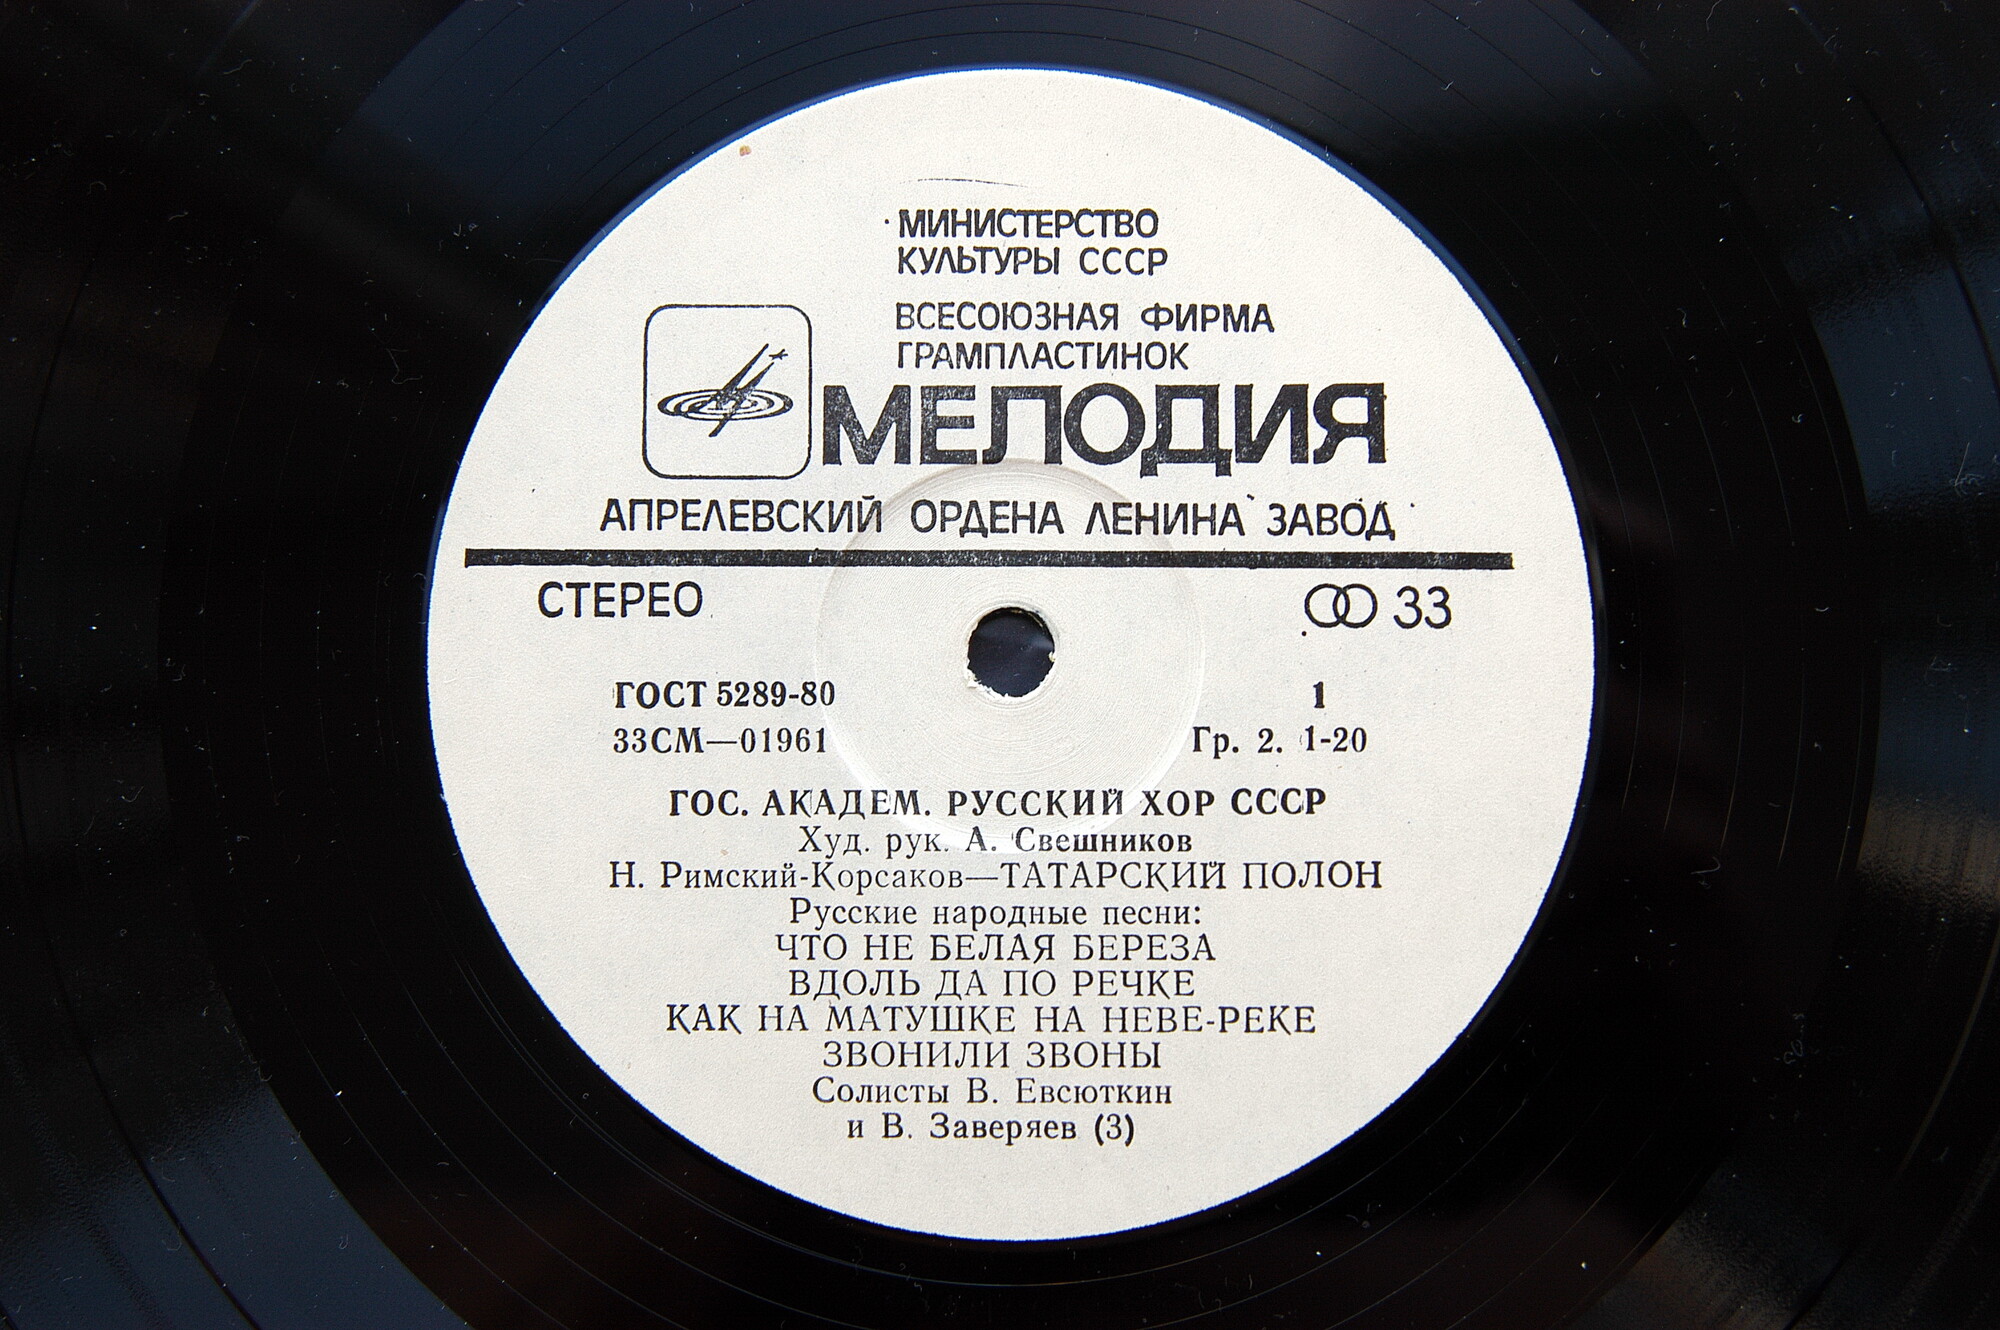 МИНИСТЕРСТВО
КУЛЬТУРЫ СССР
ВСЕСОЮЗНАЯ ФИРМА
ГРАМПЛАСТИНОК
МЕЛОДИЯ
АПРЕЛЕВСКИЙ ОРДЕНА ЛЕНИНА ЗАВОД
СТЕРЕО 33
ГОСТ 5289-80 1
33СМ—01961 Гр. 2. 1-20
ГОС. АКАДЕМ. РУССКИЙ ХОР СССР
Худ. рук. А. Свешников
Н. Римский-Корсаков—ТАТАРСКИЙ ПОЛОН
Русские народные песни:
ЧТО НЕ БЕЛАЯ БЕРЕЗА
ВДОЛЬ ДА ПО РЕЧКЕ
КАК НА МАТУШКЕ НА НЕВЕ-РЕКЕ
ЗВОНИЛИ ЗВОНЫ
Солисты В. Евсюткин
и В. Заверяев (3)